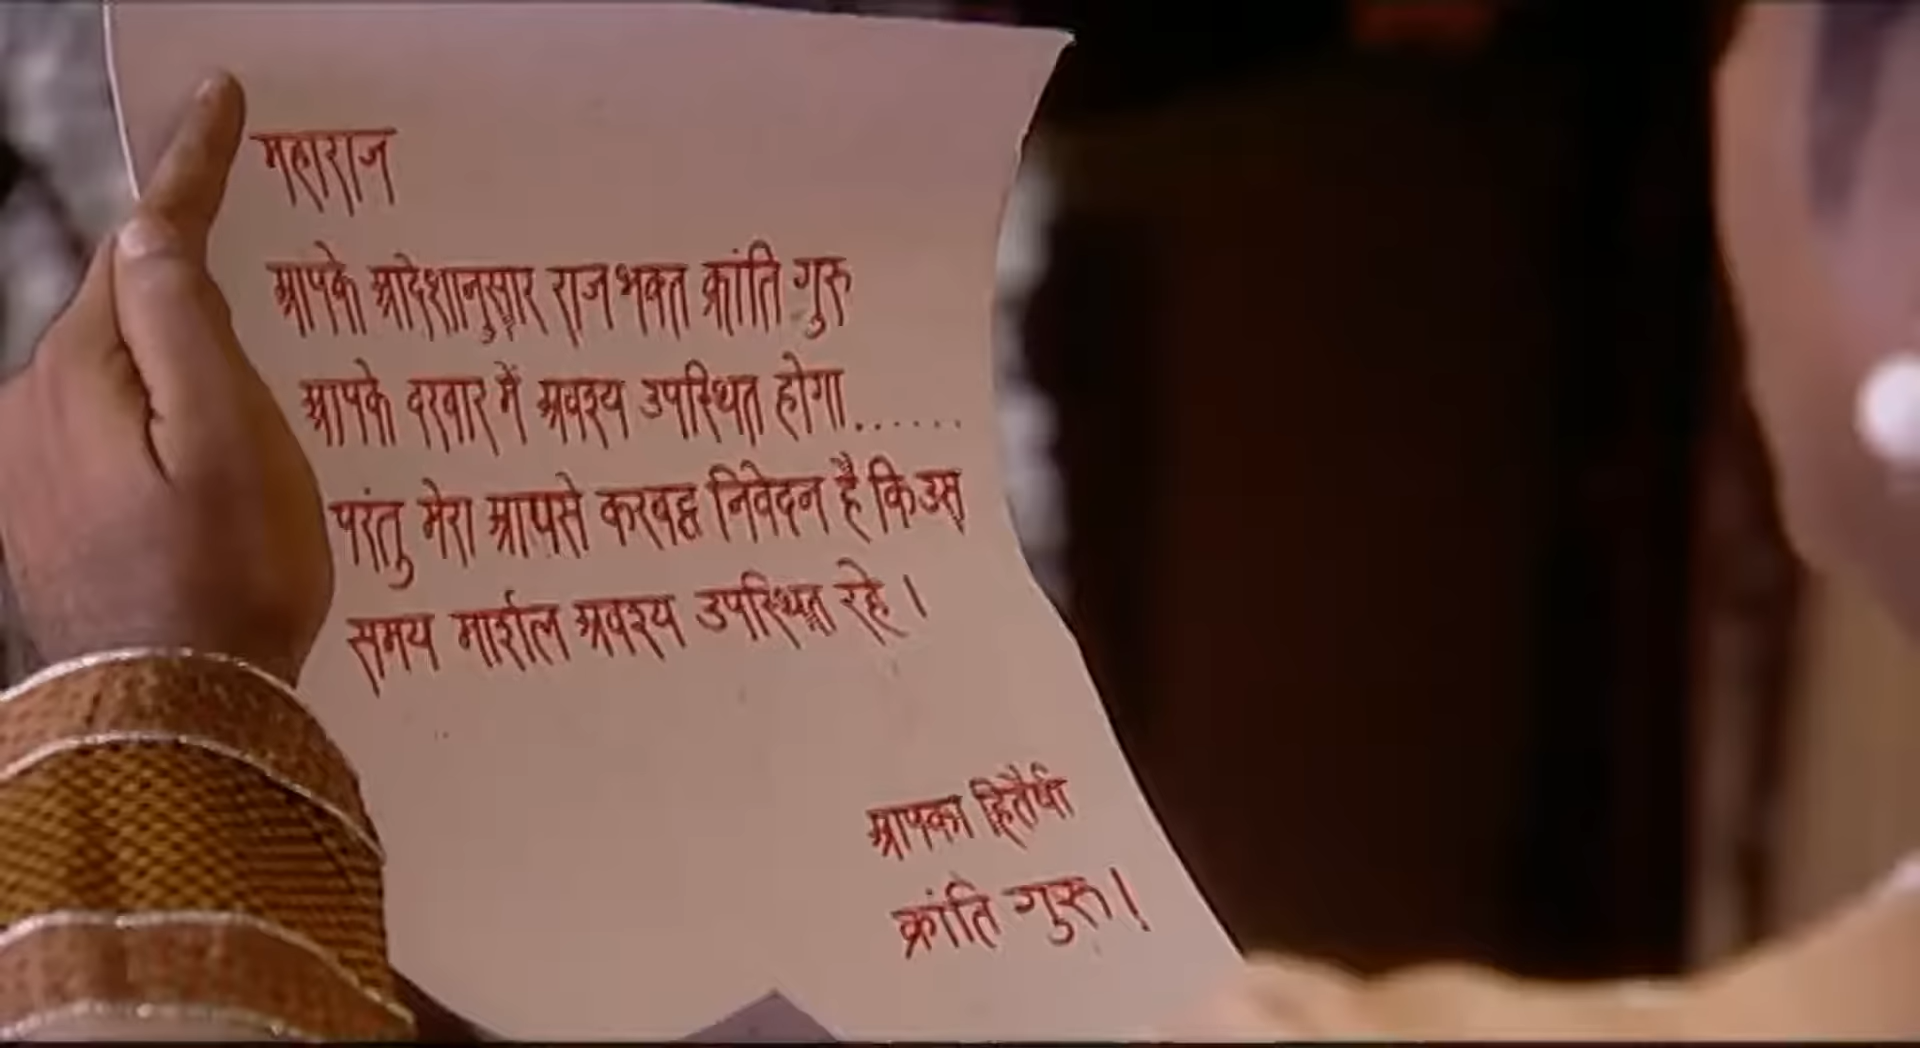 महाराज
आपके आदेशानुसार राजभक्त क्रांति गुरु
आपके दरबार में अवश्य उपस्थित होगा......
परंतु मेरा आपसे करबद्ध निवेदन है कि उस
समय मार्शल अवश्य उपस्थित रहे ।
आपका हितैषी
क्रांति गुरु !